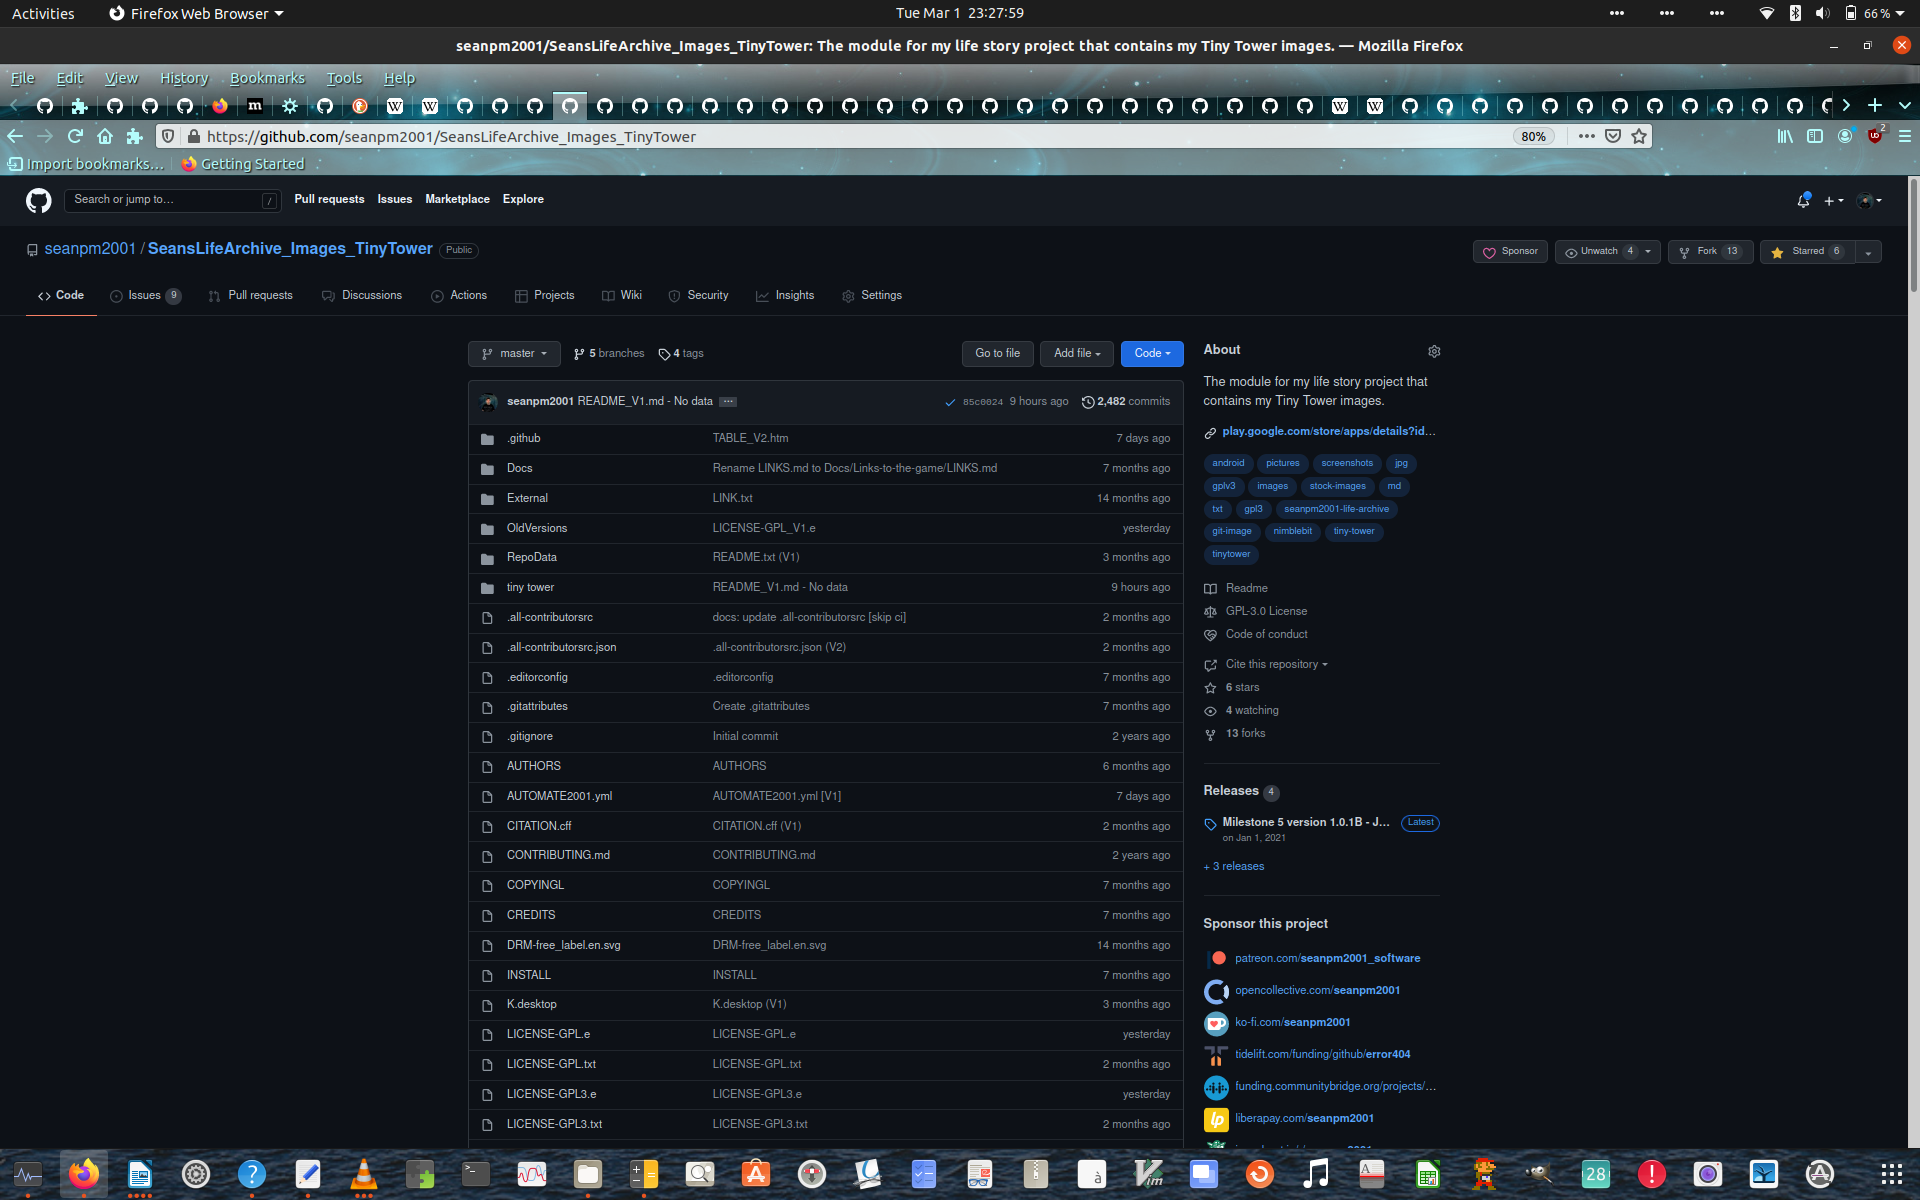 Activities
Firefox Web Browser
Tue Mar 1 23:27:59
66 %
seanpm2001/SeansLifeArchive_Images_TinyTower: The module for my life story project that contains my Tiny Tower images. — Mozilla Firefox
File Edit View History Bookmarks Tools Help
https://github.com/seanpm2001/SeansLifeArchive_Images_TinyTower
80%
2
Import bookmarks...
Getting Started
Search or jump to...
/
Pull requests Issues Marketplace Explore
seanpm2001 / SeansLifeArchive_Images_TinyTower Public
Sponsor
Unwatch 4
Fork 13
Starred 6
Code
Issues 9
Pull requests
Discussions
Actions
Projects
Wiki
Security
Insights
Settings
master
5 branches
4 tags
Go to file
Add file
Code
seanpm2001 README_V1.md - No data ...
85c0024 9 hours ago 2,482 commits
.github TABLE_V2.htm 7 days ago
Docs Rename LINKS.md to Docs/Links-to-the-game/LINKS.md 7 months ago
External LINK.txt 14 months ago
OldVersions LICENSE-GPL_V1.e yesterday
RepoData README.txt (V1) 3 months ago
tiny tower README_V1.md - No data 9 hours ago
.all-contributorsrc docs: update .all-contributorsrc [skip ci] 2 months ago
.all-contributorsrc.json .all-contributorsrc.json (V2) 2 months ago
.editorconfig .editorconfig 7 months ago
.gitattributes Create .gitattributes 7 months ago
.gitignore Initial commit 2 years ago
AUTHORS AUTHORS 6 months ago
AUTOMATE2001.yml AUTOMATE2001.yml [V1] 7 days ago
CITATION.cff CITATION.cff (V1) 2 months ago
CONTRIBUTING.md CONTRIBUTING.md 2 years ago
COPYINGL COPYINGL 7 months ago
CREDITS CREDITS 7 months ago
DRM-free_label.en.svg DRM-free_label.en.svg 14 months ago
INSTALL INSTALL 7 months ago
K.desktop K.desktop (V1) 3 months ago
LICENSE-GPL.e LICENSE-GPL.e yesterday
LICENSE-GPL.txt LICENSE-GPL.txt 2 months ago
LICENSE-GPL3.e LICENSE-GPL3.e yesterday
LICENSE-GPL3.txt LICENSE-GPL3.txt 2 months ago
About
The module for my life story project that
contains my Tiny Tower images.
play.google.com/store/apps/details?id...
android pictures screenshots jpg
gplv3 images stock-images md
txt gpl3 seanpm2001-life-archive
git-image nimblebit tiny-tower
tinytower
Readme
GPL-3.0 License
Code of conduct
Cite this repository
6 stars
4 watching
13 forks
Releases 4
Milestone 5 version 1.0.1B - J... Latest
on Jan 1, 2021
+ 3 releases
Sponsor this project
patreon.com/seanpm2001_software
opencollective.com/seanpm2001
ko-fi.com/seanpm2001
tidelift.com/funding/github/error404
funding.communitybridge.org/projects/...
liberapay.com/seanpm2001
28